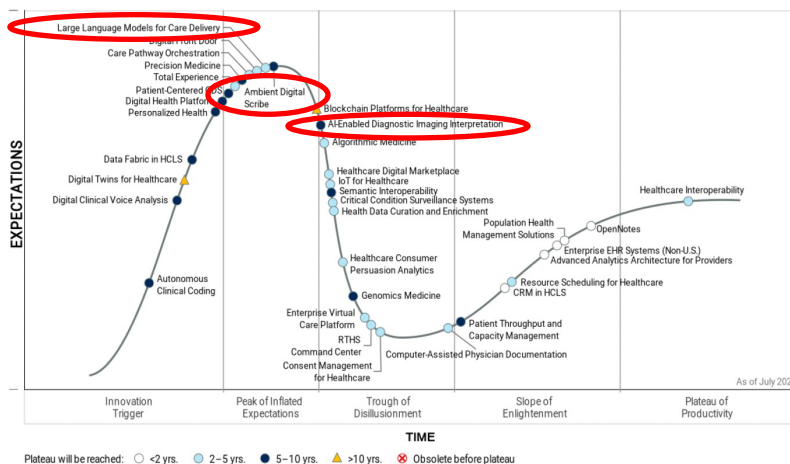 Large Language Models for Care Delivery
Digital Front Door
Care Pathway Orchestration
Precision Medicine
Total Experience
Patient-Centered
Digital Health Platform
Personalized Health
Ambient Digital
Scribe
Blockchain Platforms for Healthcare
AI-Enabled Diagnostic Imaging Interpretation
Algorithmic Medicine
Data Fabric in HCLS
Digital Twins for Healthcare
Digital Clinical Voice Analysis
Autonomous
Clinical Coding
Healthcare Digital Marketplace
IoT for Healthcare
Semantic Interoperability
Critical Condition Surveillance Systems
Health Data Curation and Enrichment
Healthcare Consumer
Persuasion Analytics
Genomics Medicine
Enterprise Virtual
Care Platform
RTHS
Command Center
Consent Management
for Healthcare
Computer-Assisted Physician Documentation
Patient Throughput and
Capacity Management
CRM in HCLS
Resource Scheduling for Healthcare
Advanced Analytics Architecture for Providers
Enterprise EHR Systems (Non-U.S.)
Population Health
Management Solutions
OpenNotes
Healthcare Interoperability
EXPECTATIONS
As of July 202
Innovation
Trigger
Peak of Inflated
Expectations
Trough of
Disillusionment
Slope of
Enlightenment
Plateau of
Productivity
TIME
Plateau will be reached: <2 yrs. 2–5 yrs. 5–10 yrs. >10 yrs. Obsolete before plateau